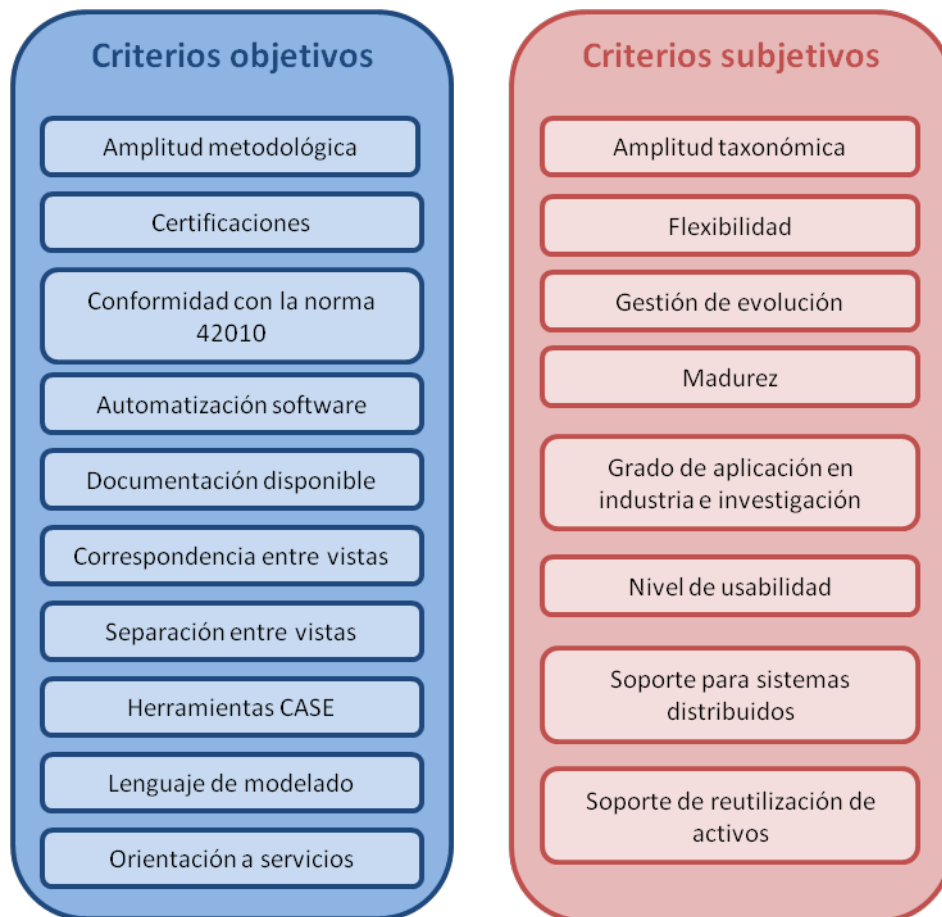 Criterios objetivos
Amplitud metodológica
Certificaciones
Conformidad con la norma
42010
Automatización software
Documentación disponible
Correspondencia entre vistas
Separación entre vistas
Herramientas CASE
Lenguaje de modelado
Orientación a servicios
Criterios subjetivos
Amplitud taxonómica
Flexibilidad
Gestión de evolución
Madurez
Grado de aplicación en
industria e investigación
Nivel de usabilidad
Soporte para sistemas
distribuidos
Soporte de reutilización de
activos